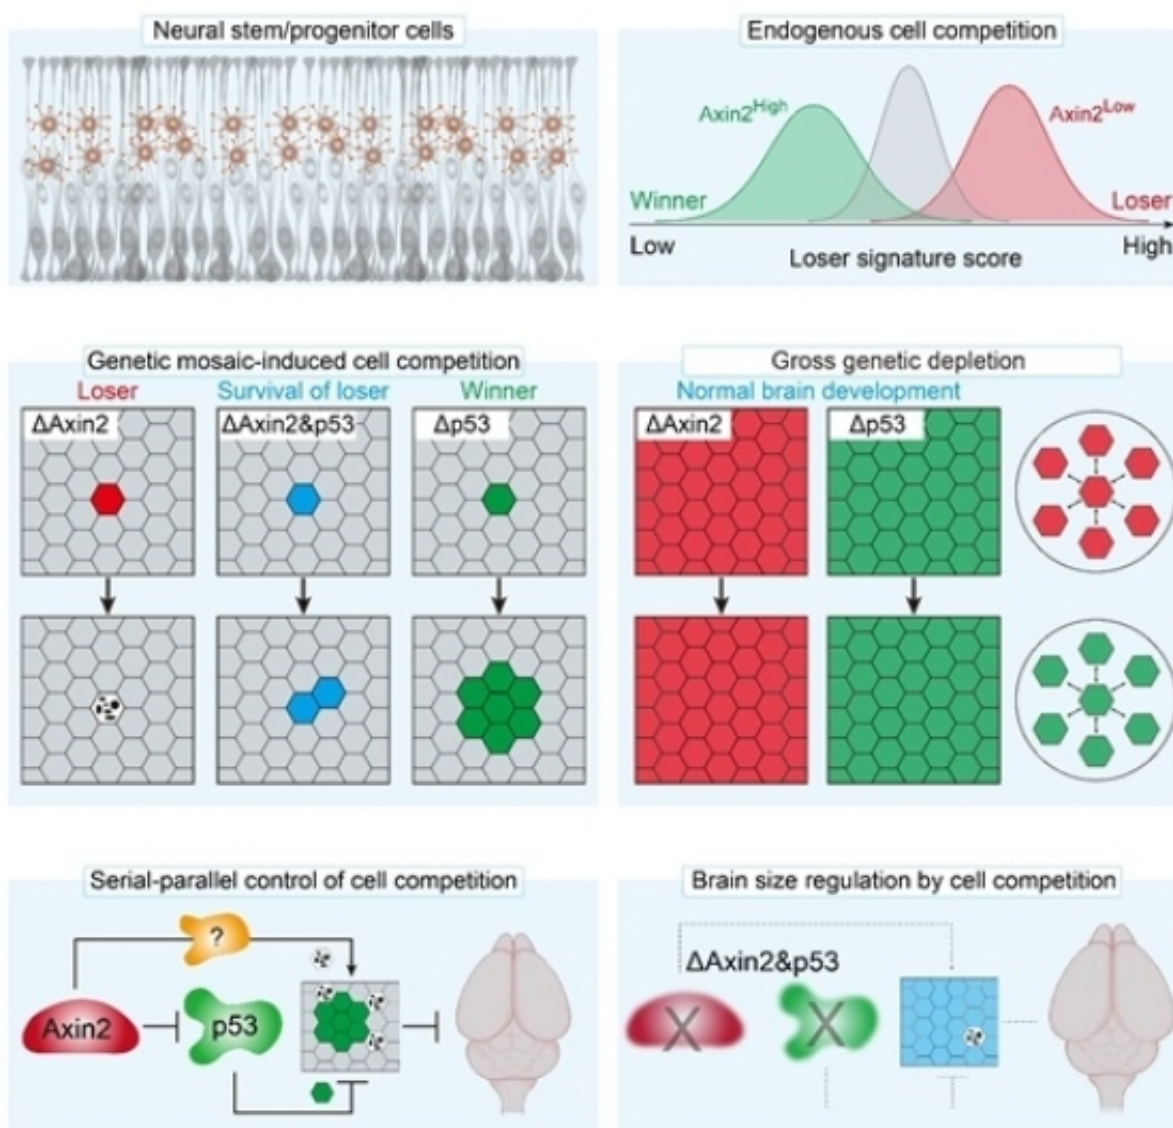 Neural stem/progenitor cells
Endogenous cell competition
Axin2High
Axin2Low
Winner
Loser
Low
Loser signature score
High
Genetic mosaic-induced cell competition
Loser
Survival of loser
Winner
ΔAxin2
ΔAxin2&p53
Δp53
Gross genetic depletion
Normal brain development
ΔAxin2
Δp53
Serial-parallel control of cell competition
?
Axin2
p53
Brain size regulation by cell competition
ΔAxin2&p53
X
X